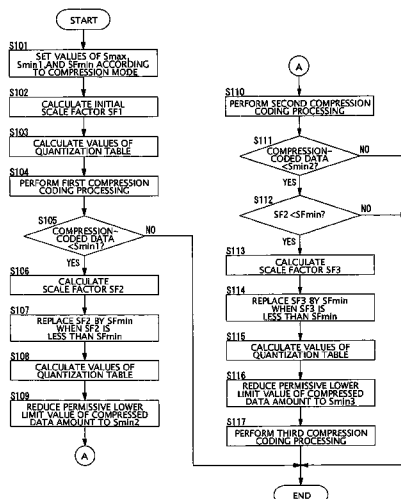 START
S101
SET VALUES OF Smax,
Smin1, AND SFmin ACCORDING
TO COMPRESSION MODE
S102
CALCULATE INITIAL
SCALE FACTOR SF1
S103
CALCULATE VALUES OF
QUANTIZATION TABLE
S104
PERFORM FIRST COMPRESSION
CODING PROCESSING
S105
COMPRESSION-
CODED DATA
<Smin1?
NO
YES
S106
CALCULATE
SCALE FACTOR SF2
S107
REPLACE SF2 BY SFmin
WHEN SF2 IS
LESS THAN SFmin
S108
CALCULATE VALUES OF
QUANTIZATION TABLE
S109
REDUCE PERMISSIVE LOWER
LIMIT VALUE OF COMPRESSED
DATA AMOUNT TO Smin2
A
A
S110
PERFORM SECOND COMPRESSION
CODING PROCESSING
S111
COMPRESSION-
CODED DATA
<Smin2?
NO
YES
S112
SF2<SFmin?
NO
YES
S113
CALCULATE
SCALE FACTOR SF3
S114
REPLACE SF3 BY SFmin
WHEN SF3 IS
LESS THAN SFmin
S115
CALCULATE VALUES OF
QUANTIZATION TABLE
S116
REDUCE PERMISSIVE LOWER
LIMIT VALUE OF COMPRESSED
DATA AMOUNT TO Smin3
S117
PERFORM THIRD COMPRESSION
CODING PROCESSING
END